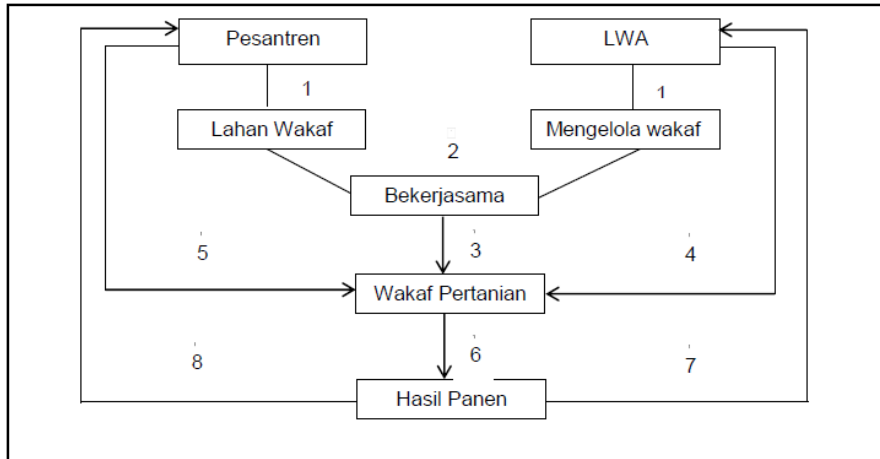 Pesantren
LWA
1
1
Lahan Wakaf
Mengelola wakaf
2
Bekerjasama
5
3
4
Wakaf Pertanian
8
6
7
Hasil Panen